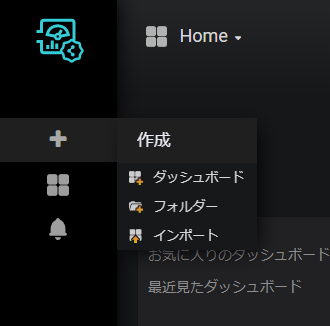 Home
作成
ダッシュボード
フォルダー
インポート
お気に入りのダッシュボード
最近見たダッシュボード